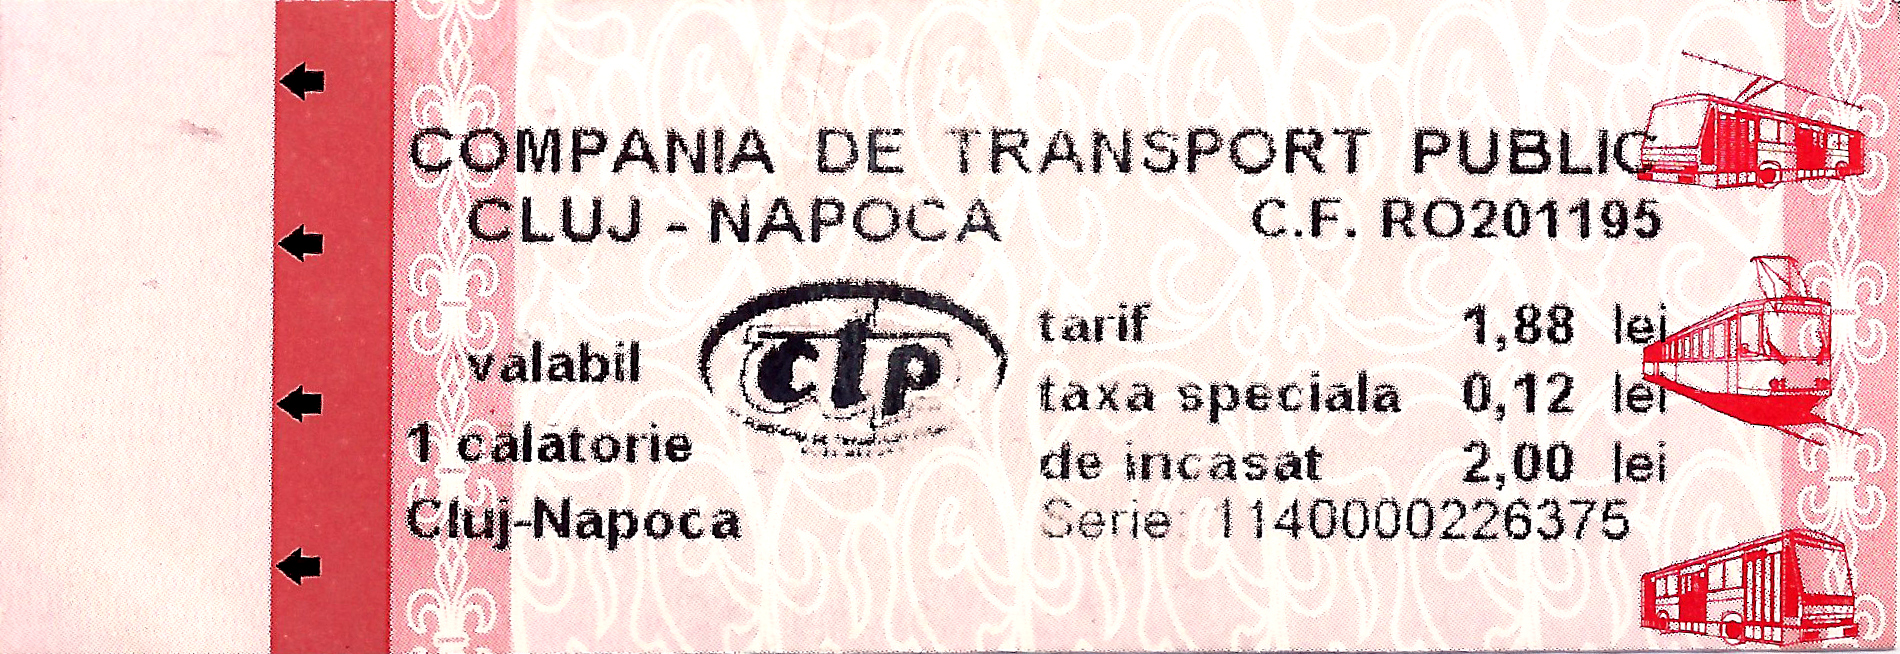 COMPANIA DE TRANSPORT PUBLIC
CLUJ - NAPOCA C.F. RO201195
ctp
valabil
1 calatorie
Cluj-Napoca
tarif 1,88 lei
taxa speciala 0,12 lei
de incasat 2,00 lei
Serie: 1140000226375